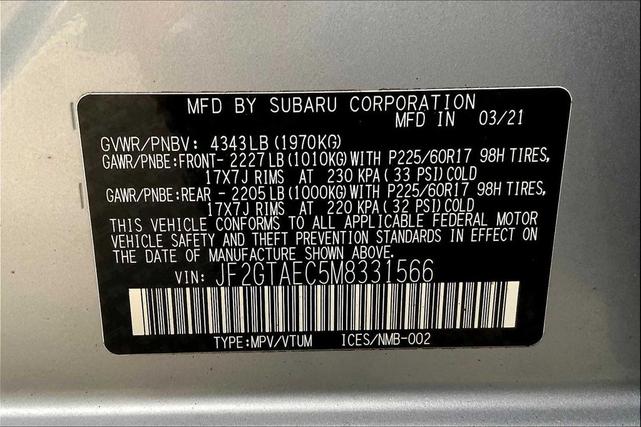 MFD BY SUBARU CORPORATION
MFD IN 03/21
GVWR/PNBV: 4343LB (1970KG)
GAWR/PNBE:FRONT- 2227LB (1010KG) WITH P225/60R17 98H TIRES,
17X7J RIMS AT 230 KPA (33 PSI) COLD
GAWR/PNBE:REAR - 2205LB (1000KG) WITH P225/60R17 98H TIRES,
17X7J RIMS AT 220 KPA (32 PSI) COLD
THIS VEHICLE CONFORMS TO ALL APPLICABLE FEDERAL MOTOR
VEHICLE SAFETY AND THEFT PREVENTION STANDARDS IN EFFECT ON
THE DATE OF MANUFACTURE SHOWN ABOVE.
VIN: JF2GTAEC5M8331566
TYPE:MPV/VTUM ICES/NMB-002